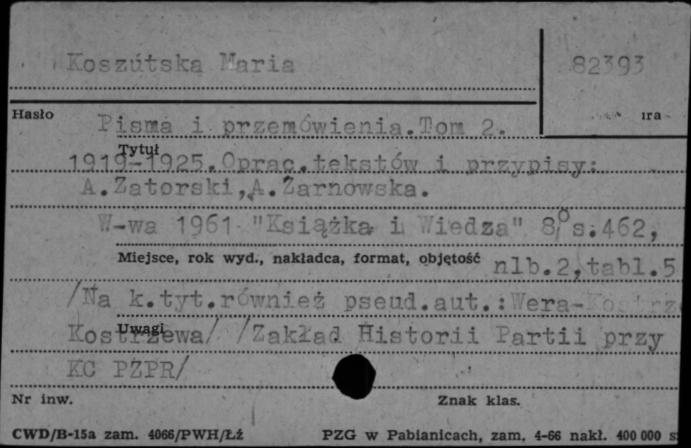 Koszutska Maria 82393
Hasło
Pisma i przemówienia.Tom 2.
Tytuł
1919-1925.Oprac.tekstów i przypisy:
A.Zatorski,A.Żarnowska.
W-wa 1961 "Książka i Wiedza" 8° s.462,
Miejsce, rok wyd., nakładca, format, objętość
nlb.2,tabl.5
/Na k.tyt.również pseud.aut.:Wera-
Uwagi
Kostrzewa/ /Zakład Historii Partii przy
KC PZPR/
Nr inw. Znak klas.
CWD/B-15a zam. 4066/PWH/Łź PZG w Pabianicach, zam. 4-66 nakł. 400 000